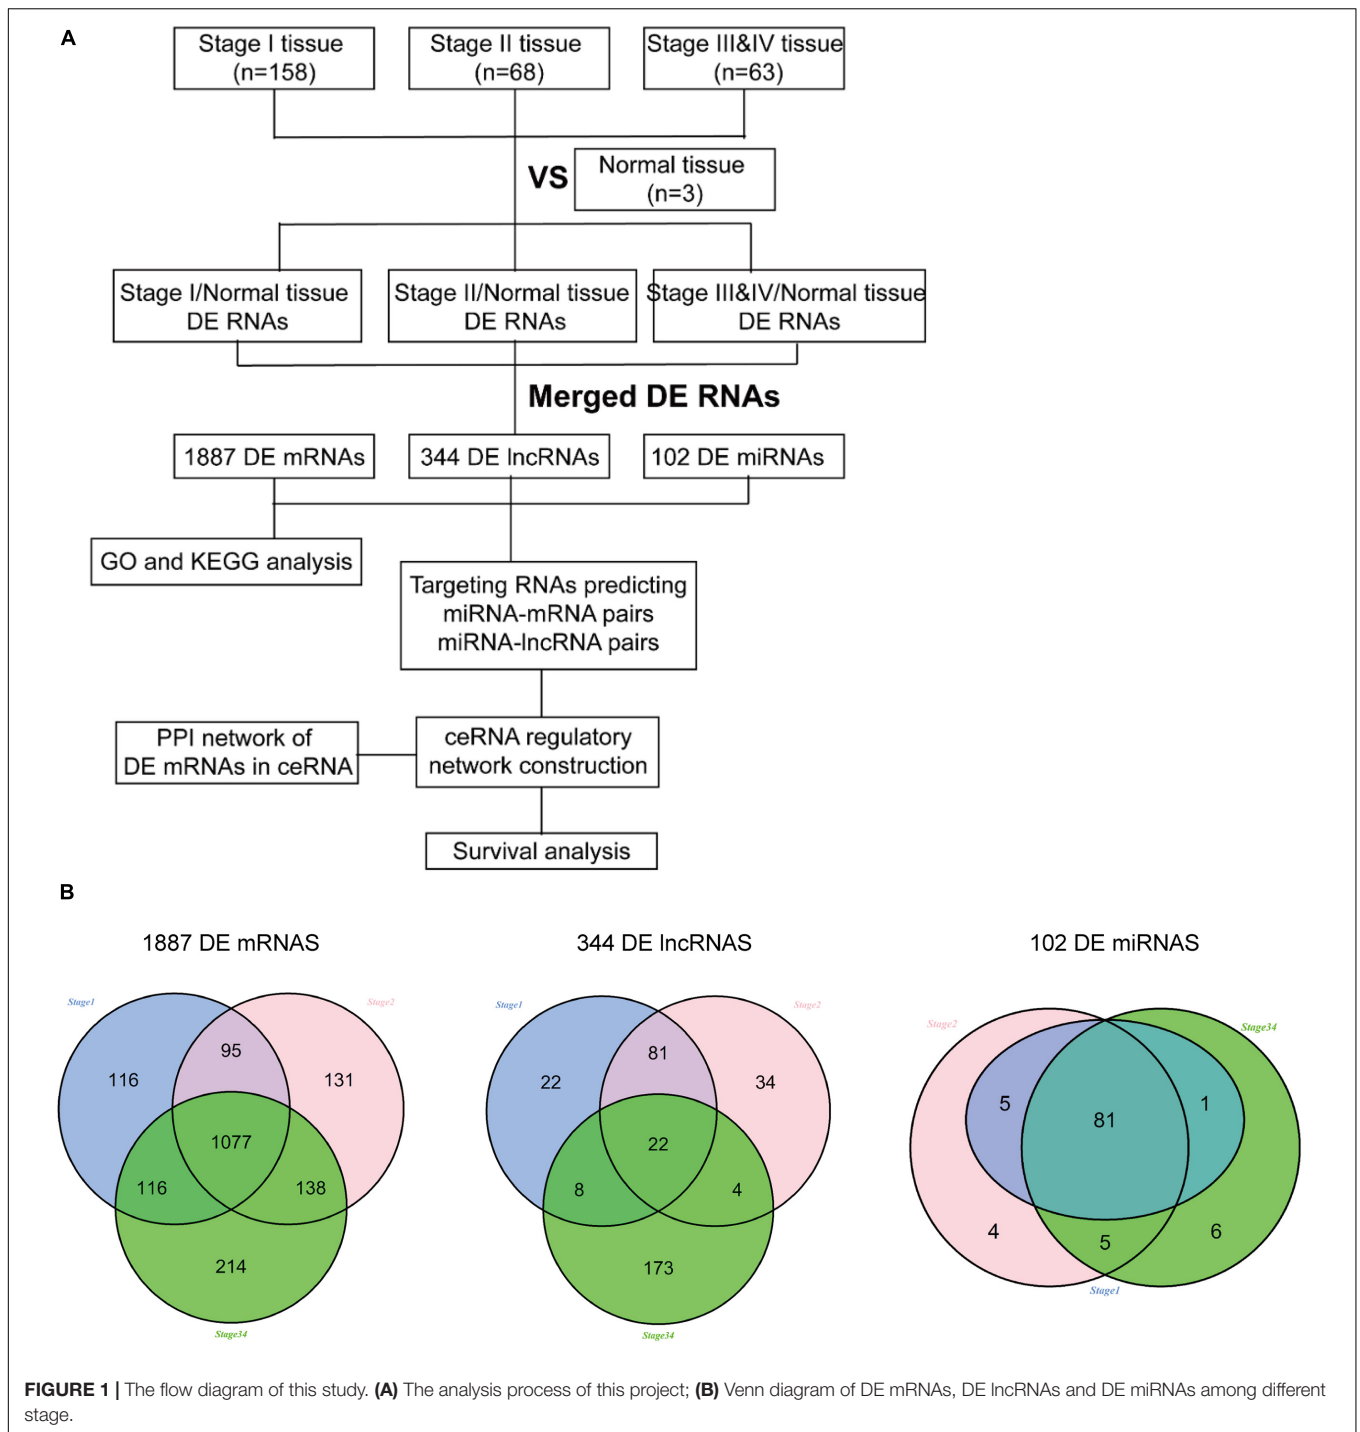 A
Stage I tissue
(n=158)
Stage II tissue
(n=68)
Stage III&IV tissue
(n=63)
VS
Normal tissue
(n=3)
Stage I/Normal tissue
DE RNAs
Stage II/Normal tissue
DE RNAs
Stage III&IV/Normal tissue
DE RNAs
Merged DE RNAs
1887 DE mRNAs
344 DE lncRNAs
102 DE miRNAs
GO and KEGG analysis
Targeting RNAs predicting
miRNA-mRNA pairs
miRNA-lncRNA pairs
PPI network of
DE mRNAs in ceRNA
ceRNA regulatory
network construction
Survival analysis
B
1887 DE mRNAS
Stage1
Stage2
95
116
131
1077
116
138
214
Stage34
344 DE lncRNAS
Stage1
Stage2
81
22
34
22
8
4
173
Stage34
102 DE miRNAS
Stage2
Stage34
5
81
1
4
5
6
Stage1
FIGURE 1 | The flow diagram of this study. (A) The analysis process of this project; (B) Venn diagram of DE mRNAs, DE lncRNAs and DE miRNAs among different
stage.